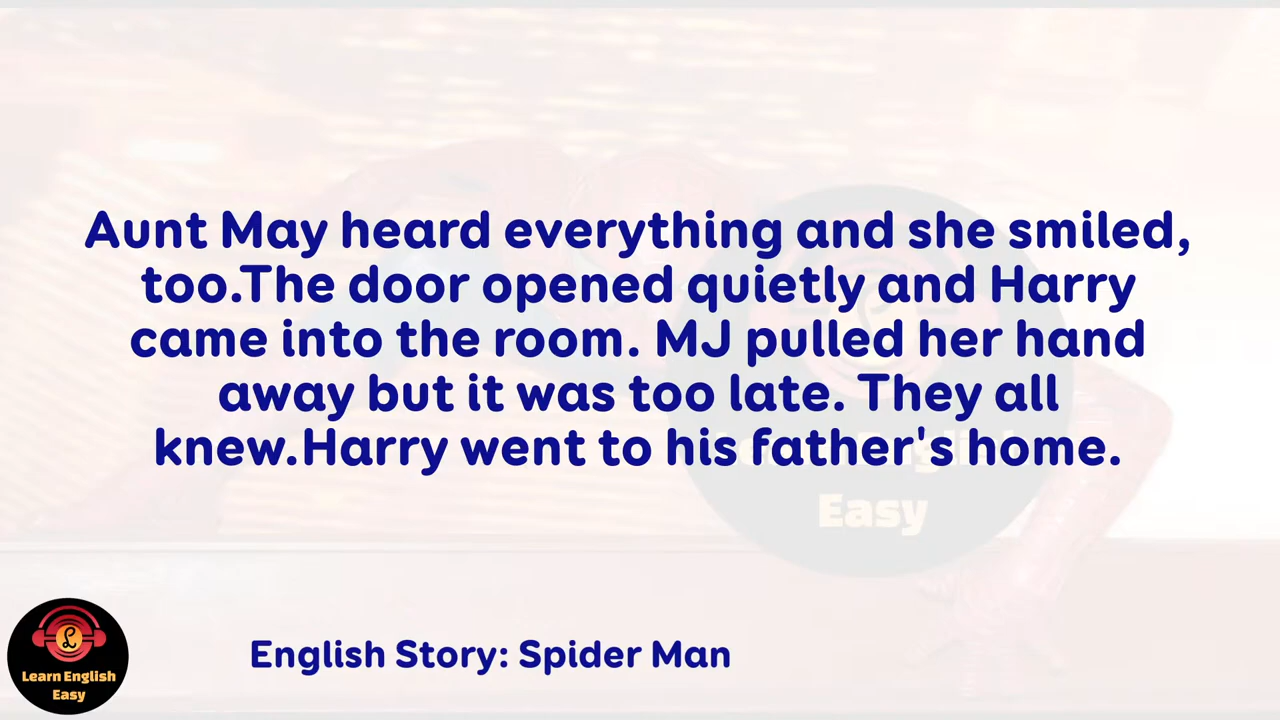 Aunt May heard everything and she smiled,
too.The door opened quietly and Harry
came into the room. MJ pulled her hand
away but it was too late. They all
knew.Harry went to his father's home.
Easy
English Story: Spider Man
Learn English
Easy